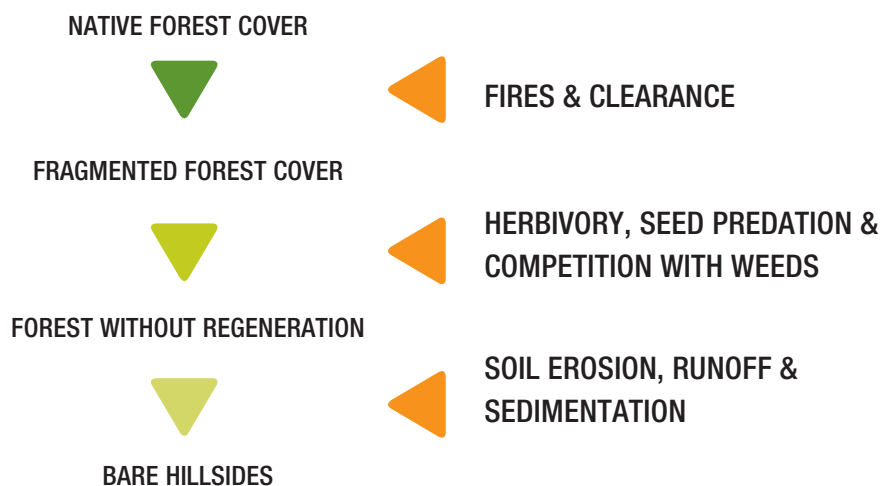 NATIVE FOREST COVER
FIRES & CLEARANCE
FRAGMENTED FOREST COVER
HERBIVORY, SEED PREDATION &
COMPETITION WITH WEEDS
FOREST WITHOUT REGENERATION
SOIL EROSION, RUNOFF &
SEDIMENTATION
BARE HILLSIDES